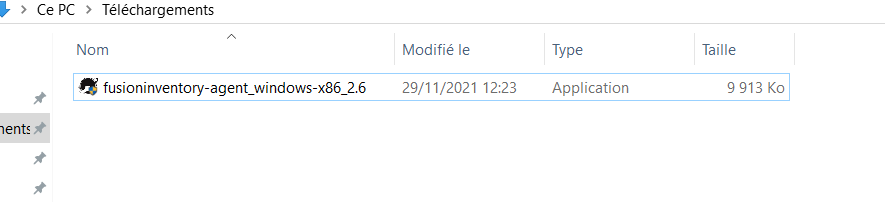 Ce PC > Téléchargements
Nom Modifié le Type Taille
fusioninventory-agent_windows-x86_2.6 29/11/2021 12:23 Application 9 913 Ko
ments